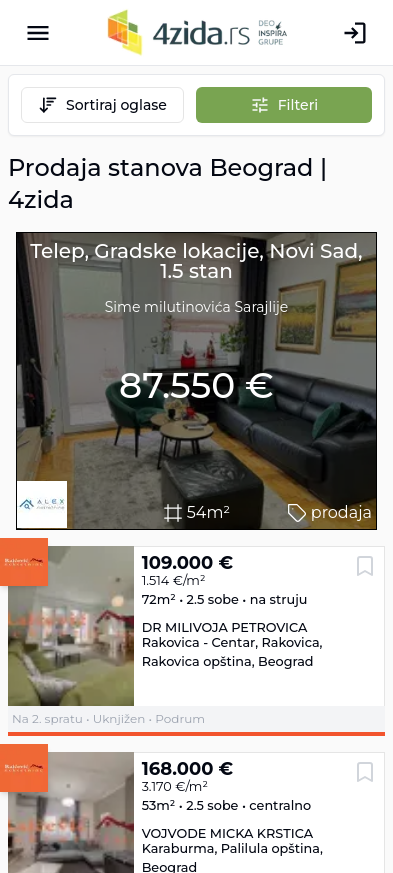 4zida.rs DEO INSPIRA GRUPE
Sortiraj oglase
Filteri
Prodaja stanova Beograd |
4zida
Telep, Gradske lokacije, Novi Sad,
1.5 stan
Sime milutinovića Sarajlije
87.550 €
ALEX
54m²
prodaja
109.000 €
1.514 €/m²
72m² • 2.5 sobe • na struju
DR MILIVOJA PETROVICA
Rakovica - Centar, Rakovica,
Rakovica opština, Beograd
Na 2. spratu • Uknjižen • Podrum
168.000 €
3.170 €/m²
53m² • 2.5 sobe • centralno
VOJVODE MICKA KRSTICA
Karaburma, Palilula opština,
Beograd